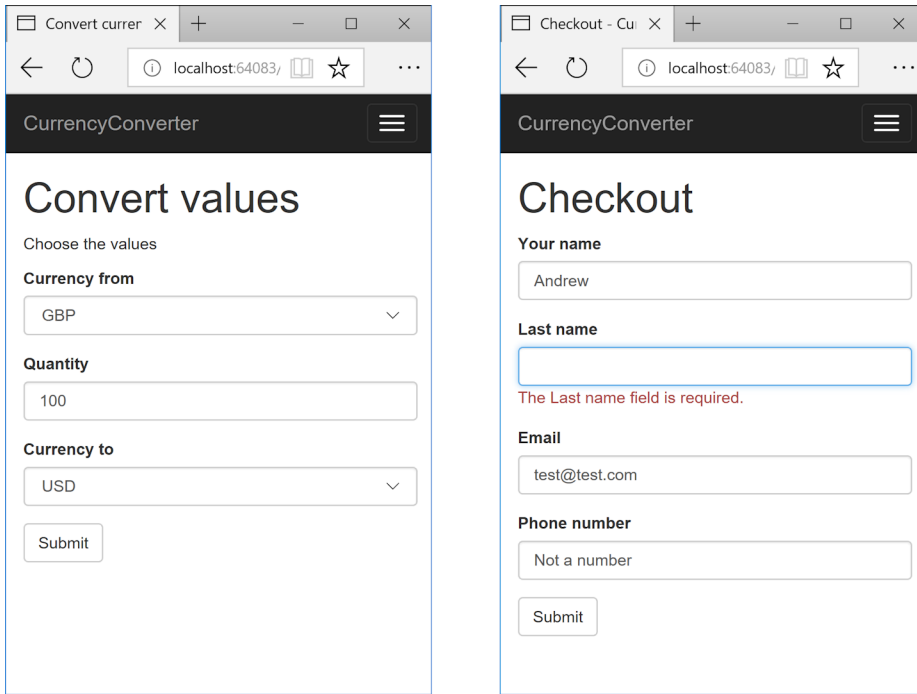 Convert curren
localhost:64083/
CurrencyConverter
Convert values
Choose the values
Currency from
GBP
Quantity
100
Currency to
USD
Submit
Checkout - Cu
localhost:64083/
CurrencyConverter
Checkout
Your name
Andrew
Last name
The Last name field is required.
Email
test@test.com
Phone number
Not a number
Submit